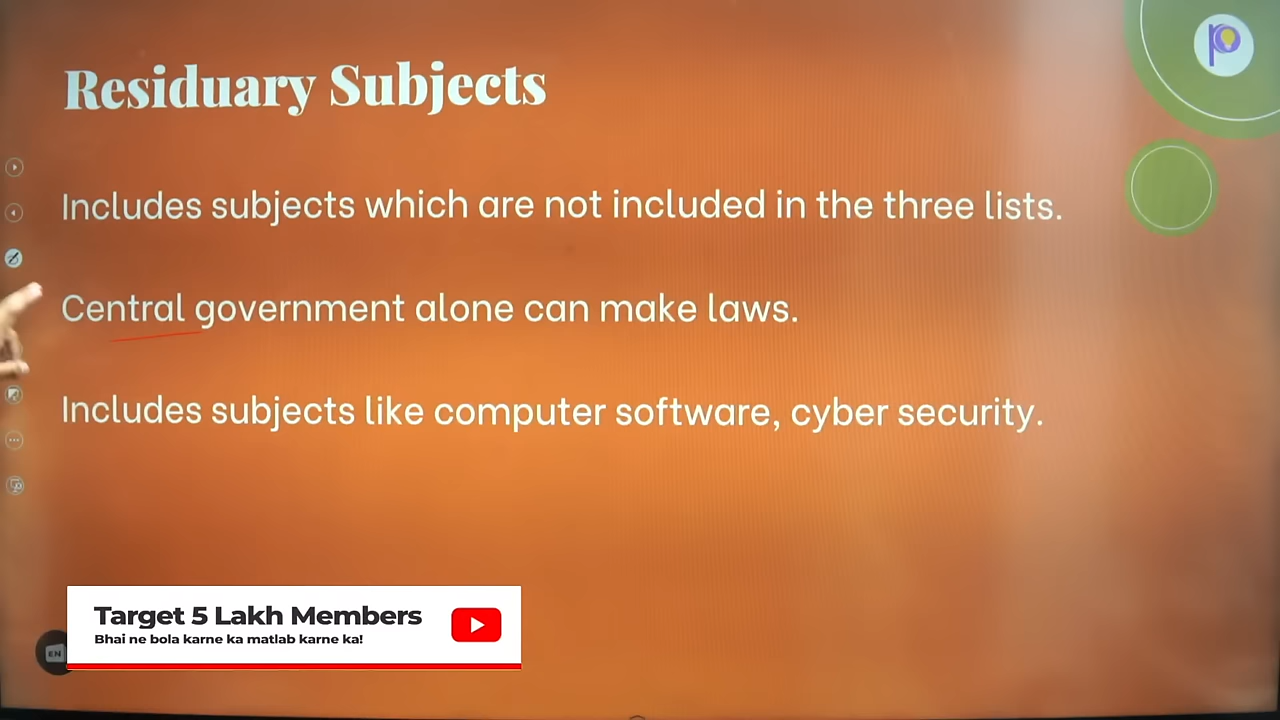 Residuary Subjects
Includes subjects which are not included in the three lists.
Central government alone can make laws.
Includes subjects like computer software, cyber security.
Target 5 Lakh Members
Bhai ne bola karne ka matlab karne ka!
EN